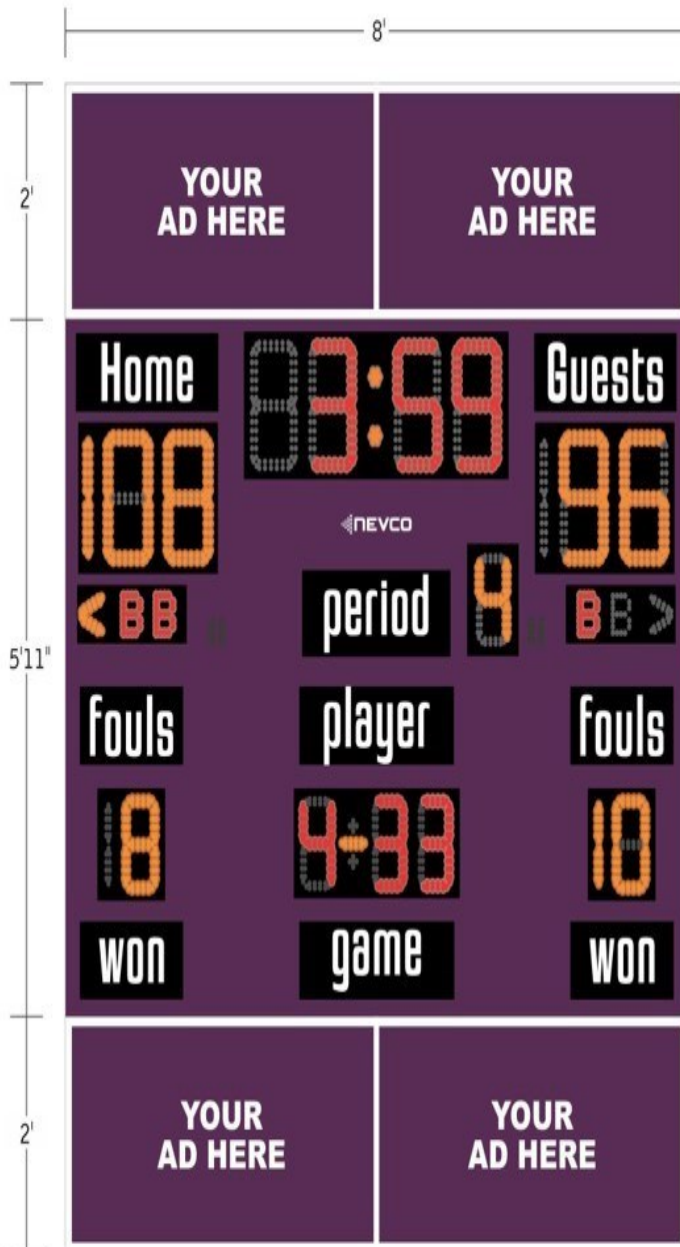 8'
2'
YOUR
AD HERE
YOUR
AD HERE
5'11"
Home
3:59
Guests
108
96
NEVCO
< BB
period
4
B B >
fouls
player
fouls
8
4-33
10
won
game
won
2'
YOUR
AD HERE
YOUR
AD HERE